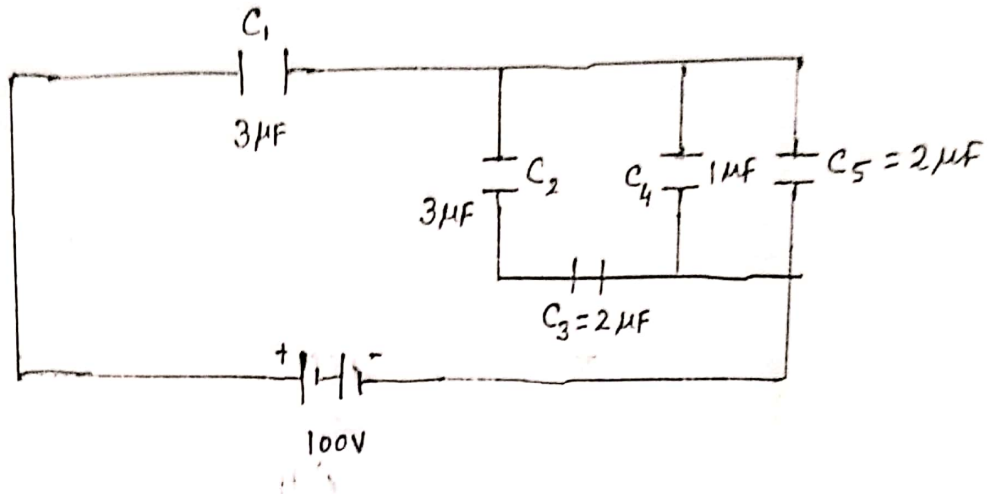 C₁
3μF
C₂
3μF
C₄
1μF
C₅ = 2μF
C₃ = 2μF
+ -
100V